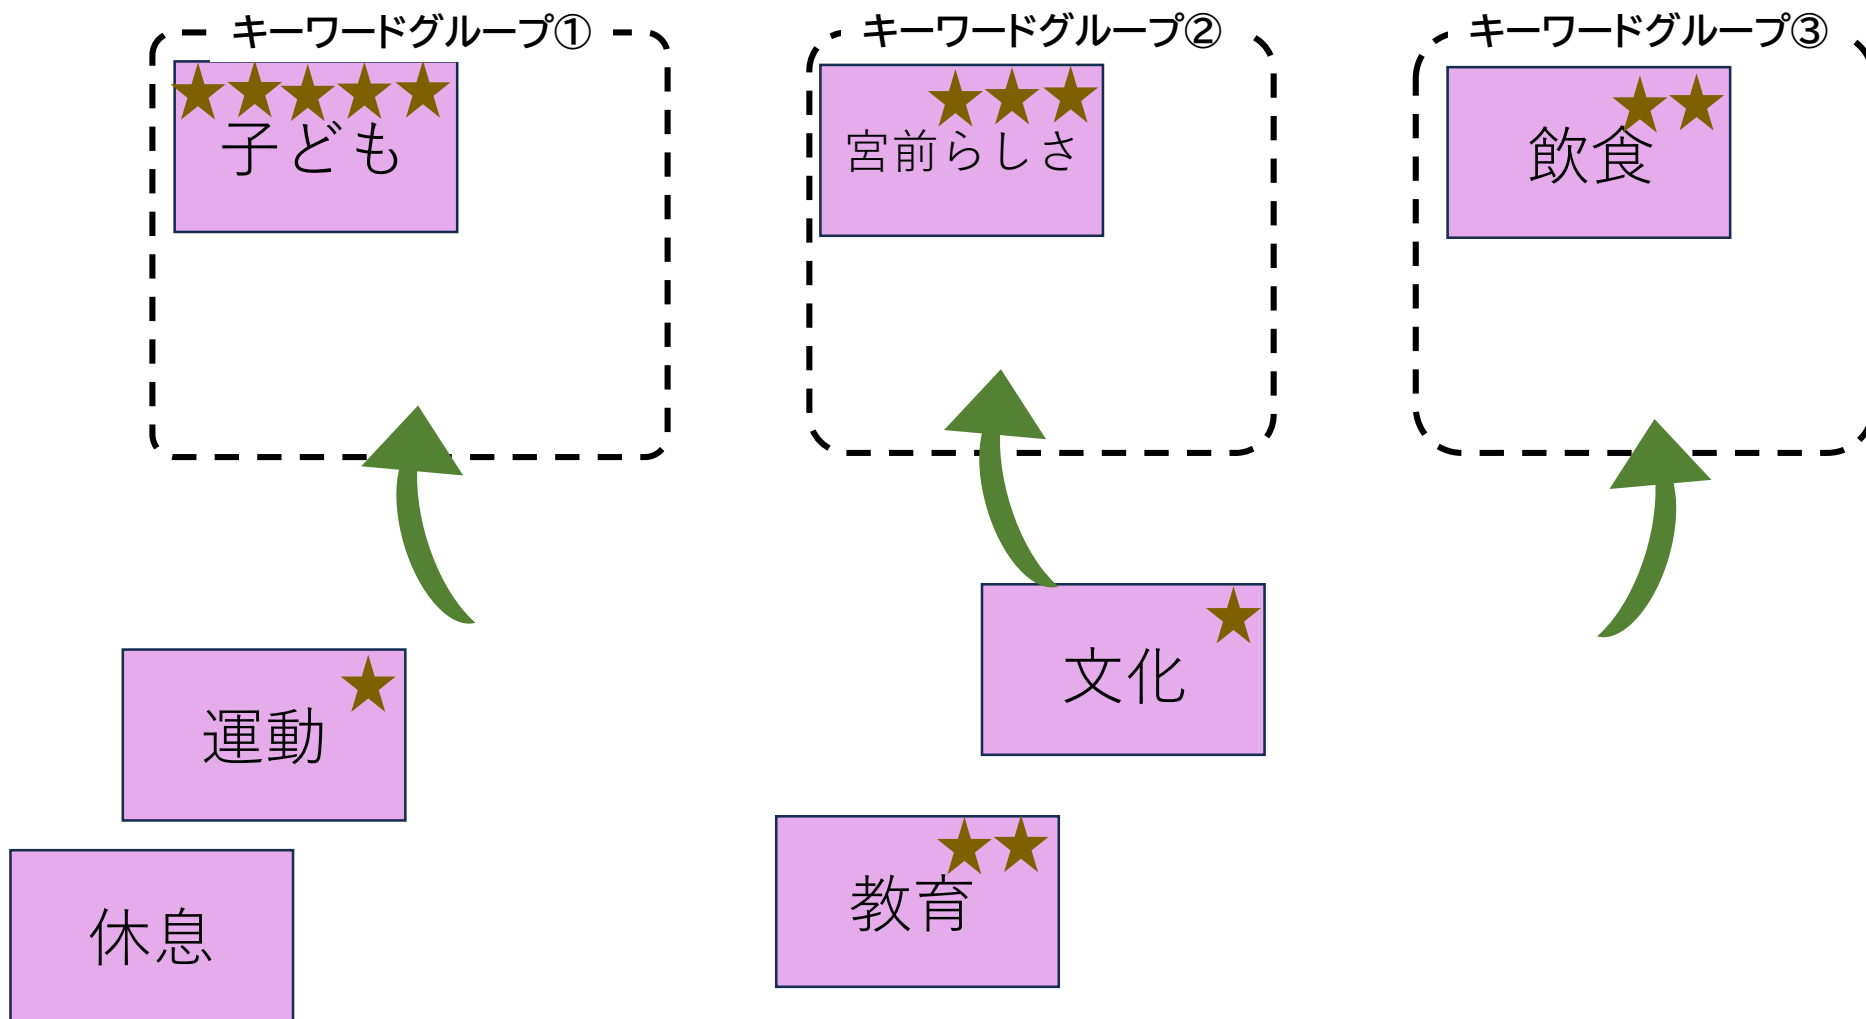 キーワードグループ①
キーワードグループ②
キーワードグループ③
子ども
宮前らしさ
飲食
運動
文化
休息
教育